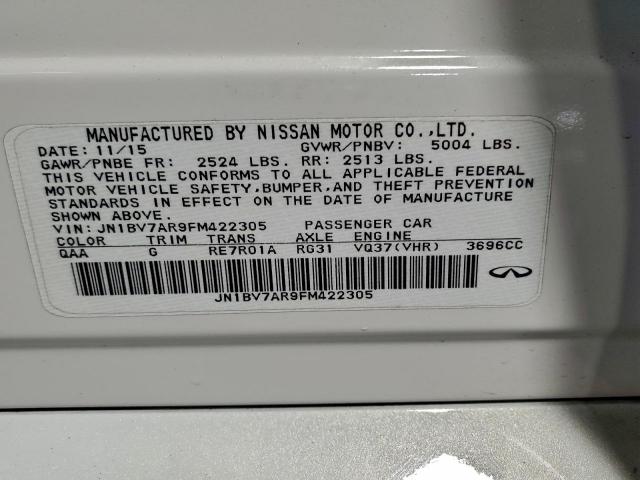 MANUFACTURED BY NISSAN MOTOR CO.,LTD.
DATE: 11/15 GVWR/PNBV: 5004 LBS.
GAWR/PNBE FR: 2524 LBS. RR: 2513 LBS.
THIS VEHICLE CONFORMS TO ALL APPLICABLE FEDERAL
MOTOR VEHICLE SAFETY,BUMPER,AND THEFT PREVENTION
STANDARDS IN EFFECT ON THE DATE OF MANUFACTURE
SHOWN ABOVE.
VIN: JN1BV7AR9FM422305 PASSENGER CAR
COLOR TRIM TRANS AXLE ENGINE
QAA G RE7R01A RG31 VQ37(VHR) 3696CC
JN1BV7AR9FM422305